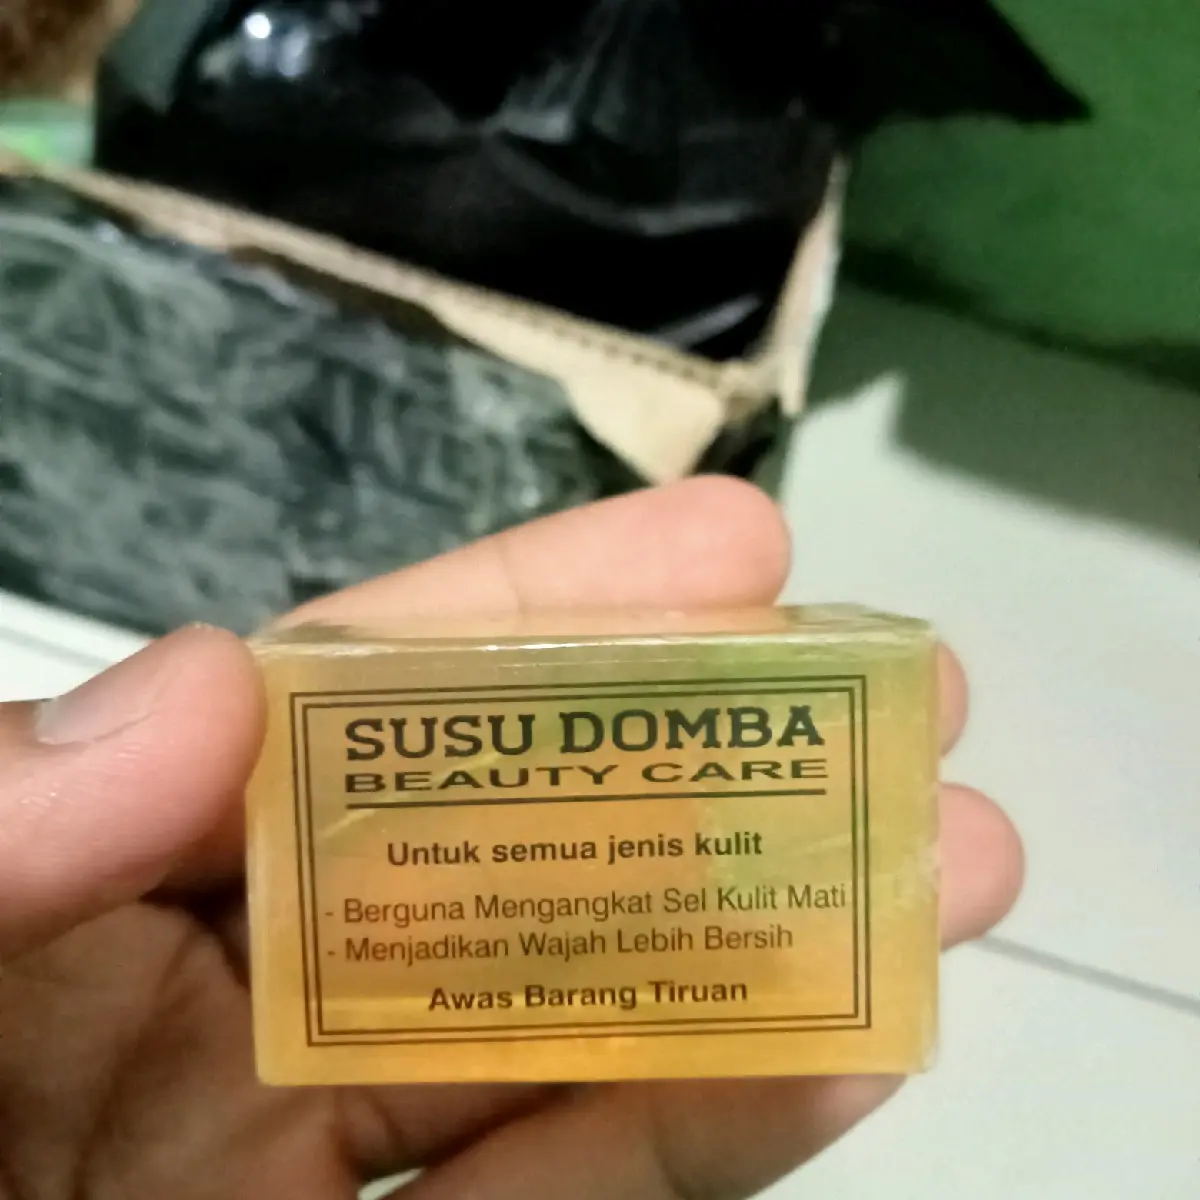 SUSU DOMBA
BEAUTY CARE
Untuk semua jenis kulit
- Berguna Mengangkat Sel Kulit Mati
- Menjadikan Wajah Lebih Bersih
Awas Barang Tiruan